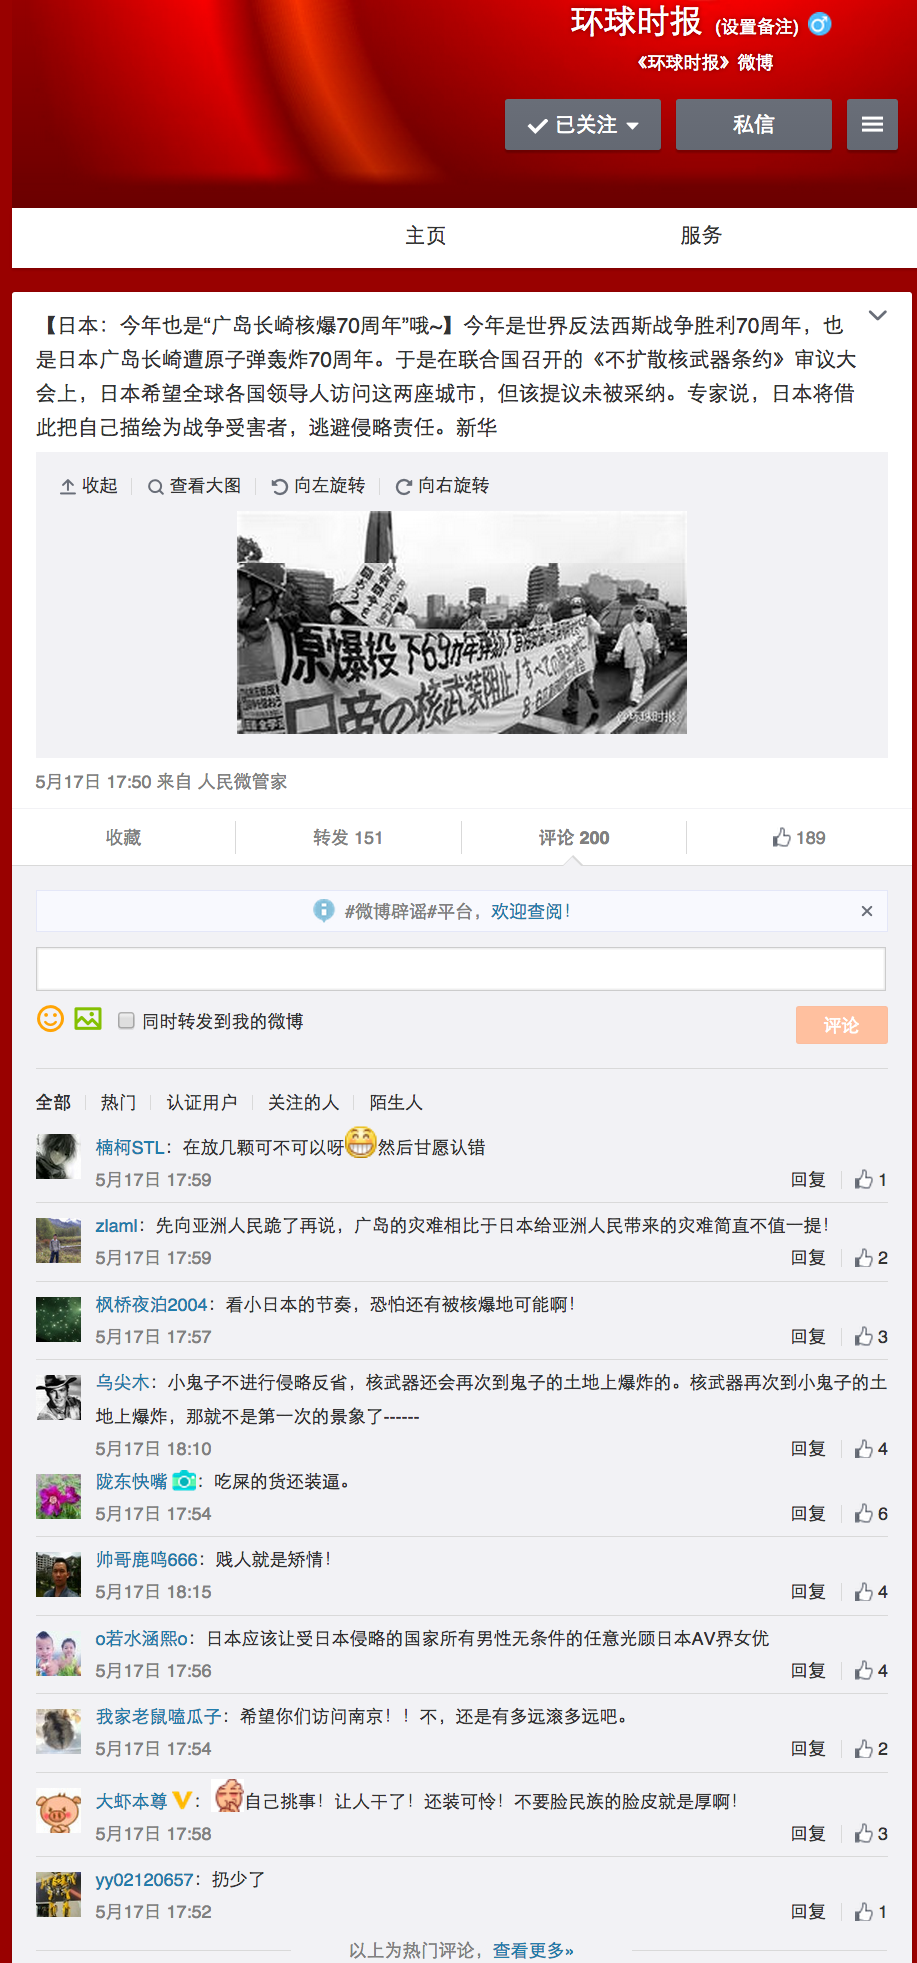 环球时报 (设置备注)
《环球时报》微博
已关注
私信
主页
服务
【日本：今年也是“广岛长崎核爆70周年”哦~】今年是世界反法西斯战争胜利70周年，也
是日本广岛长崎遭原子弹轰炸70周年。于是在联合国召开的《不扩散核武器条约》审议大
会上，日本希望全球各国领导人访问这两座城市，但该提议未被采纳。专家说，日本将借
此把自己描绘为战争受害者，逃避侵略责任。新华
收起 查看大图 向左旋转 向右旋转
原爆投下69カ年弾劾！
日帝の核武装阻止！すべての
8·6
@环球时报
5月17日 17:50 来自 人民微管家
收藏 转发 151 评论 200 189
#微博辟谣#平台，欢迎查阅！ ×
同时转发到我的微博
评论
全部 热门 认证用户 关注的人 陌生人
楠柯STL：在放几颗可不可以呀 然后甘愿认错
5月17日 17:59 回复 1
zlaml：先向亚洲人民跪了再说，广岛的灾难相比于日本给亚洲人民带来的灾难简直不值一提！
5月17日 17:59 回复 2
枫桥夜泊2004：看小日本的节奏，恐怕还有被核爆地可能啊！
5月17日 17:57 回复 3
乌尖木：小鬼子不进行侵略反省，核武器还会再次到鬼子的土地上爆炸的。核武器再次到小鬼子的土
地上爆炸，那就不是第一次的景象了------
5月17日 18:10 回复 4
陇东快嘴：吃屎的货还装逼。
5月17日 17:54 回复 6
帅哥鹿鸣666：贱人就是矫情！
5月17日 18:15 回复 4
o若水涵熙o：日本应该让受日本侵略的国家所有男性无条件的任意光顾日本AV界女优
5月17日 17:56 回复 4
我家老鼠嗑瓜子：希望你们访问南京！！不，还是有多远滚多远吧。
5月17日 17:54 回复 2
大虾本尊 V：自己挑事！让人干了！还装可怜！不要脸民族的脸皮就是厚啊！
5月17日 17:58 回复 3
yy02120657：扔少了
5月17日 17:52 回复 1
以上为热门评论，查看更多»